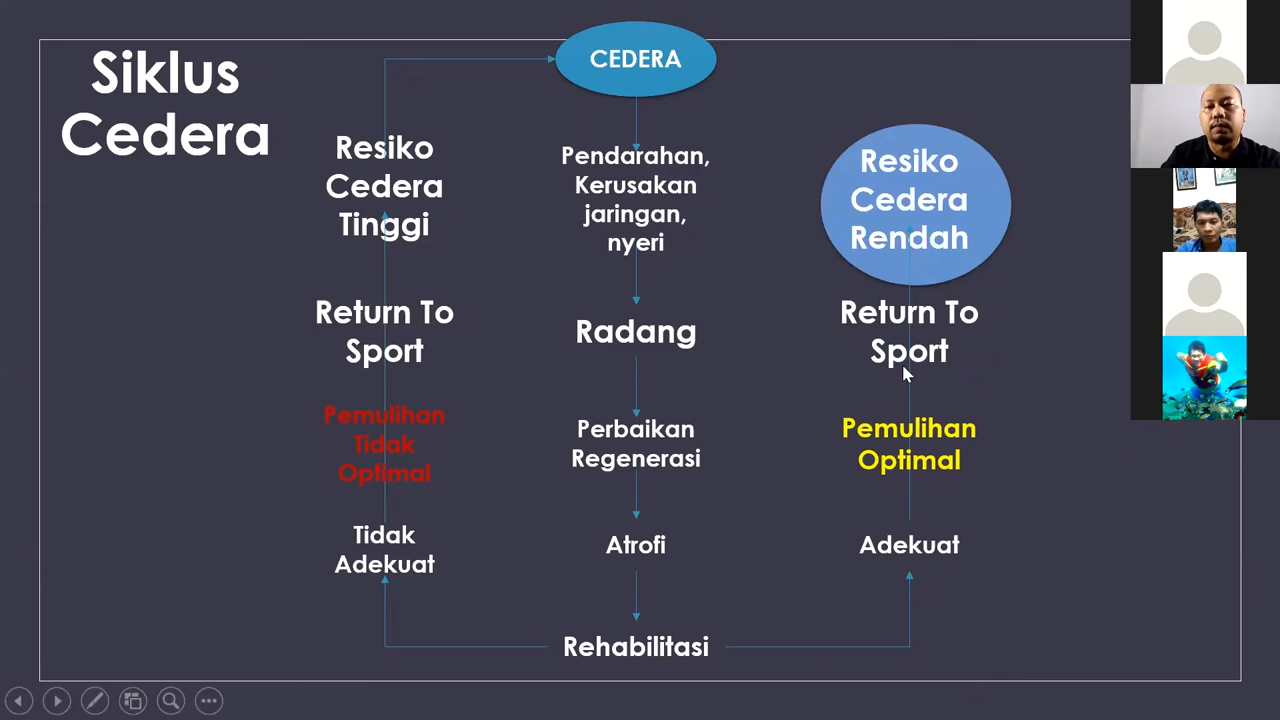 Siklus
Cedera
CEDERA
Resiko
Cedera
Tinggi
Pendarahan,
Kerusakan
jaringan,
nyeri
Resiko
Cedera
Rendah
Return To
Sport
Radang
Return To
Sport
Pemulihan
Tidak
Optimal
Perbaikan
Regenerasi
Pemulihan
Optimal
Tidak
Adekuat
Atrofi
Adekuat
Rehabilitasi